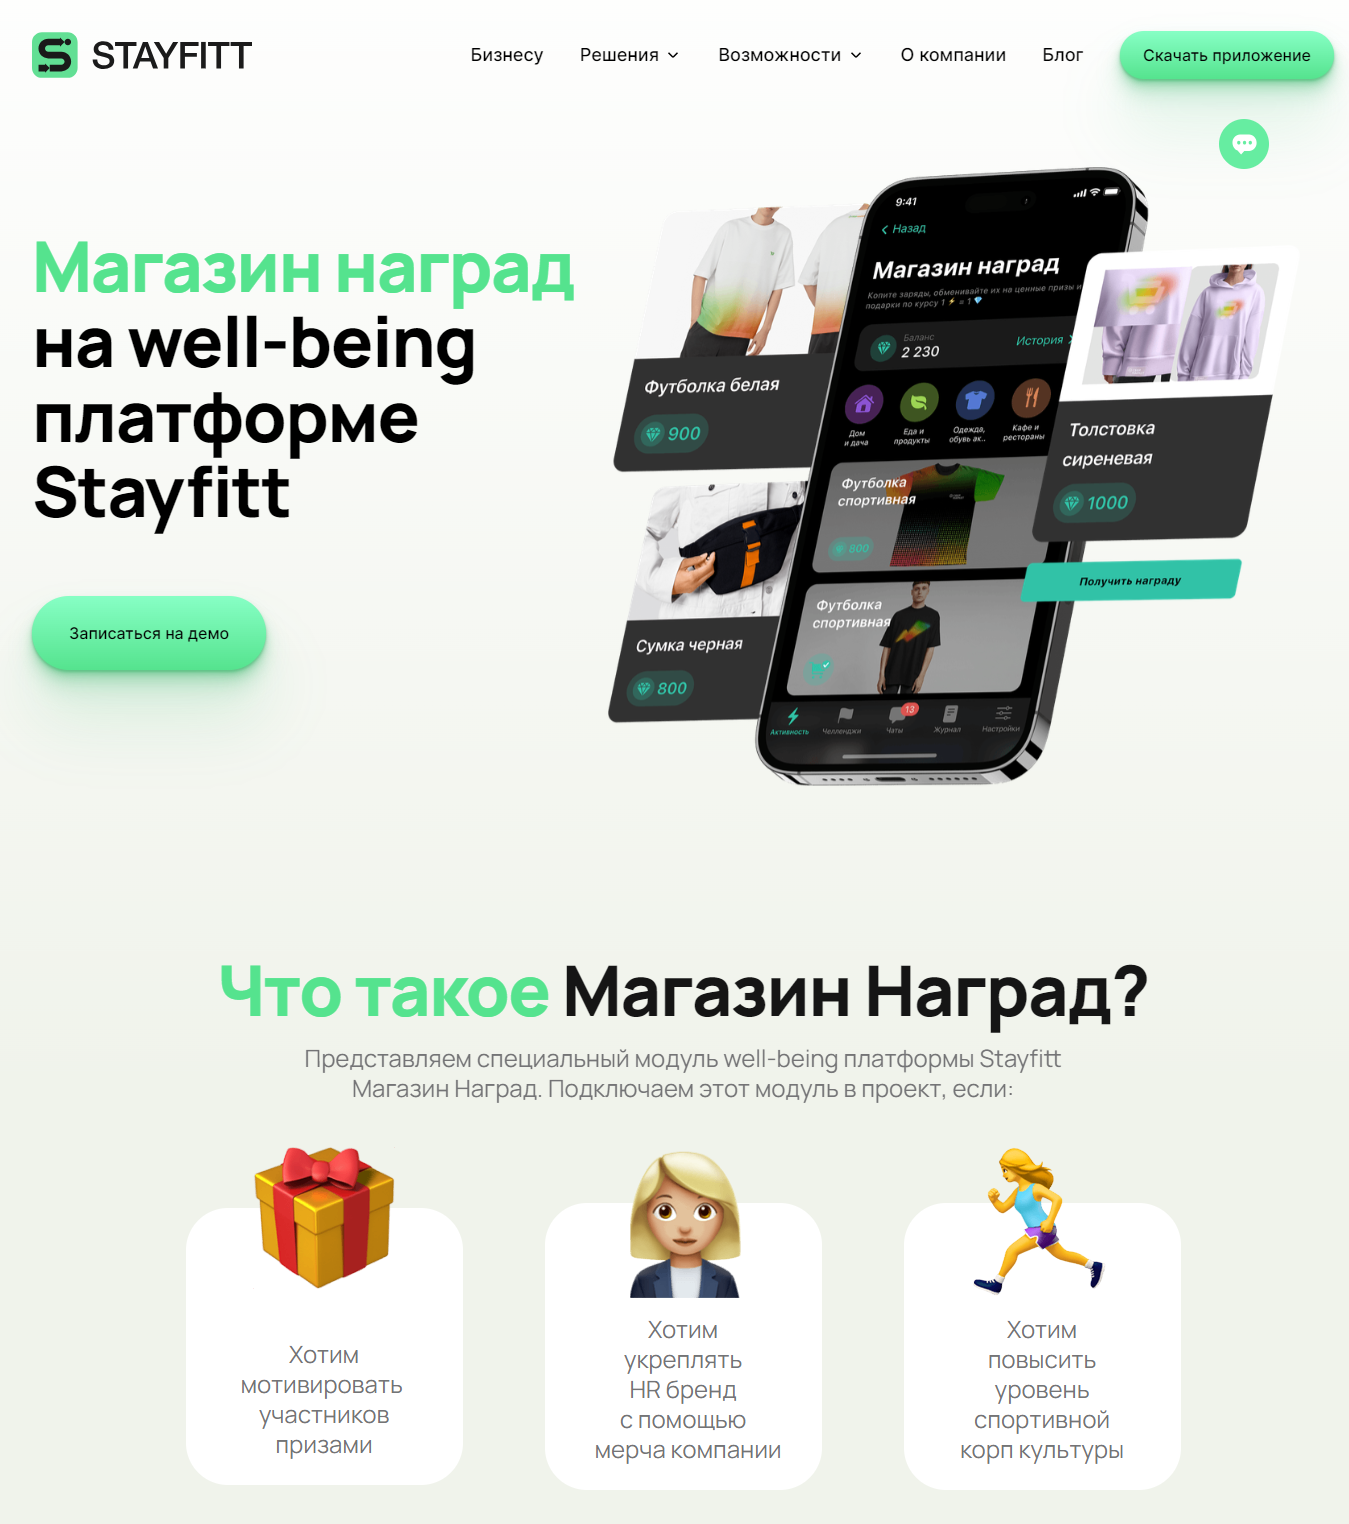 STAYFITT
Бизнесу
Решения
Возможности
О компании
Блог
Скачать приложение
Магазин наград
на well-being
платформе
Stayfitt
Записаться на демо
Футболка белая
900
Сумка черная
800
9:41
Назад
Магазин наград
Копите заряды, обменивайте их на ценные призы и
подарки по курсу 1⚡ = 1💎
Баланс
2 230
История
Дом
и дача
Еда и
продукты
Одежда,
обувь ак..
Кафе и
рестораны
Футболка
спортивная
800
Футболка
спортивная
Активность
Челленджи
13
Чаты
Журнал
Настройки
Толстовка
сиреневая
1000
Получить награду
Что такое Магазин Наград?
Представляем специальный модуль well-being платформы Stayfitt
Магазин Наград. Подключаем этот модуль в проект, если:
Хотим
мотивировать
участников
призами
Хотим
укреплять
HR бренд
с помощью
мерча компании
Хотим
повысить
уровень
спортивной
корп культуры